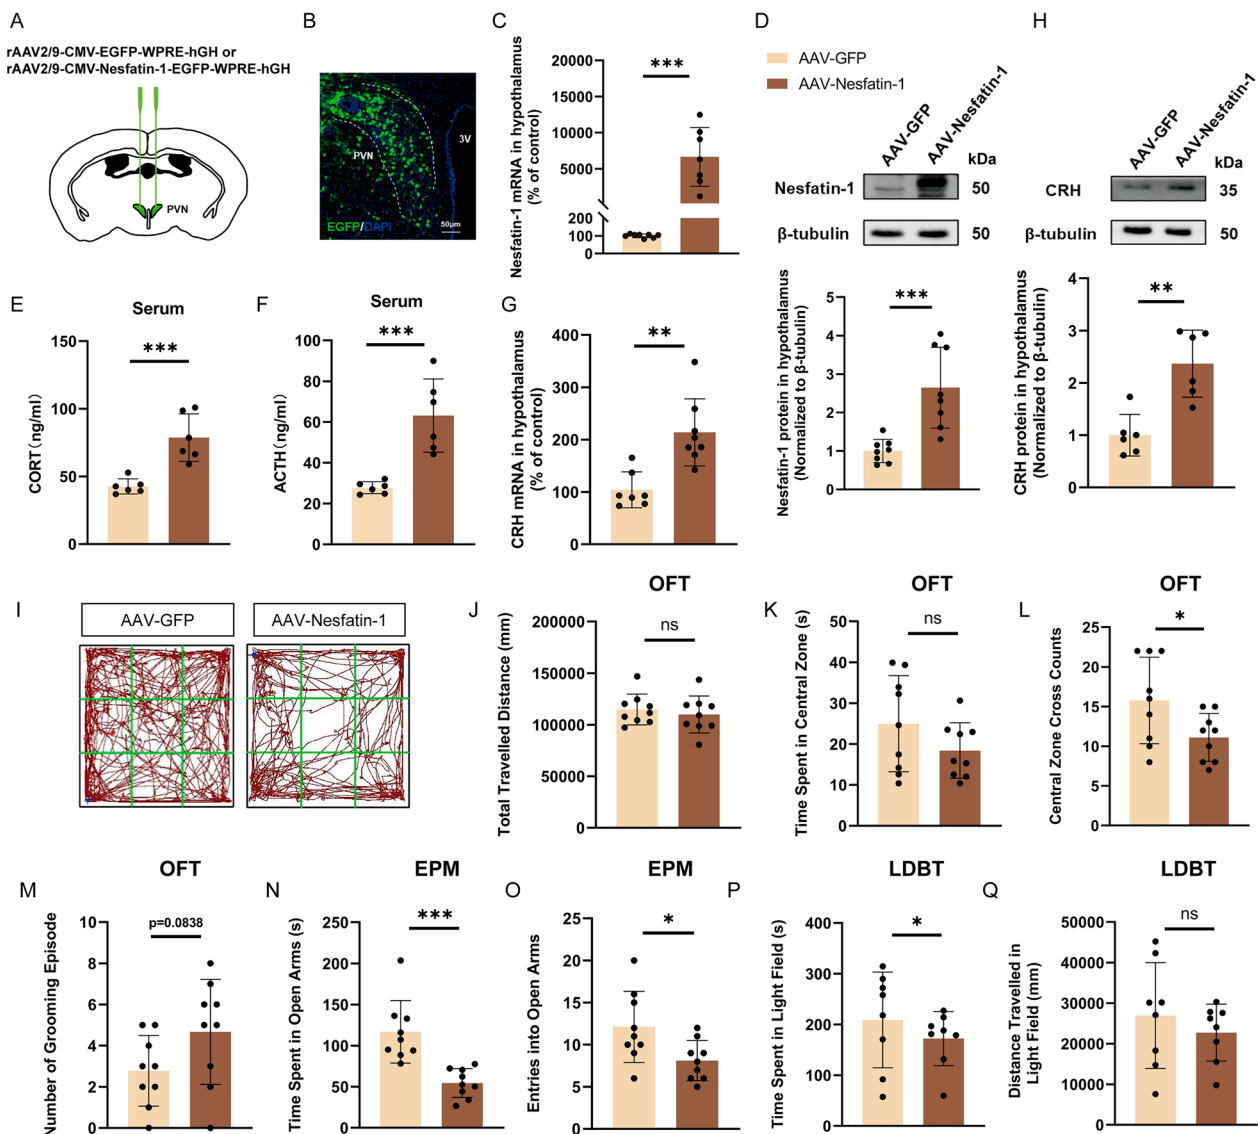 A
rAAV2/9-CMV-EGFP-WPRE-hGH or
rAAV2/9-CMV-Nesfatin-1-EGFP-WPRE-hGH
PVN
B
PVN
3V
EGFP/DAPI
50μm
C
Nesfatin-1 mRNA in hypothalamus
(% of control)
20000
15000
10000
5000
200
100
0
***
D
AAV-GFP
AAV-Nesfatin-1
AAV-GFP
AAV-Nesfatin-1
kDa
Nesfatin-1
50
β-tubulin
50
Nesfatin-1 protein in hypothalamus
(Normalized to β-tubulin)
5
4
3
2
1
0
***
H
AAV-GFP
AAV-Nesfatin-1
kDa
CRH
35
β-tubulin
50
CRH protein in hypothalamus
(Normalized to β-tubulin)
4
3
2
1
0
**
E
Serum
CORT(ng/ml)
150
100
50
0
***
F
Serum
ACTH(ng/ml)
100
80
60
40
20
0
***
G
CRH mRNA in hypothalamus
(% of control)
400
300
200
100
0
**
I
AAV-GFP
AAV-Nesfatin-1
J
OFT
Total Travelled Distance (mm)
200000
150000
100000
50000
0
ns
K
OFT
Time Spent in Central Zone (s)
50
40
30
20
10
0
ns
L
OFT
Central Zone Cross Counts
25
20
15
10
5
0
*
M
OFT
Number of Grooming Episode
10
8
6
4
2
0
p=0.0838
N
EPM
Time Spent in Open Arms (s)
250
200
150
100
50
0
***
O
EPM
Entries into Open Arms
25
20
15
10
5
0
*
P
LDBT
Time Spent in Light Field (s)
400
300
200
100
0
*
Q
LDBT
Distance Travelled in
Light Field (mm)
50000
40000
30000
20000
10000
0
ns